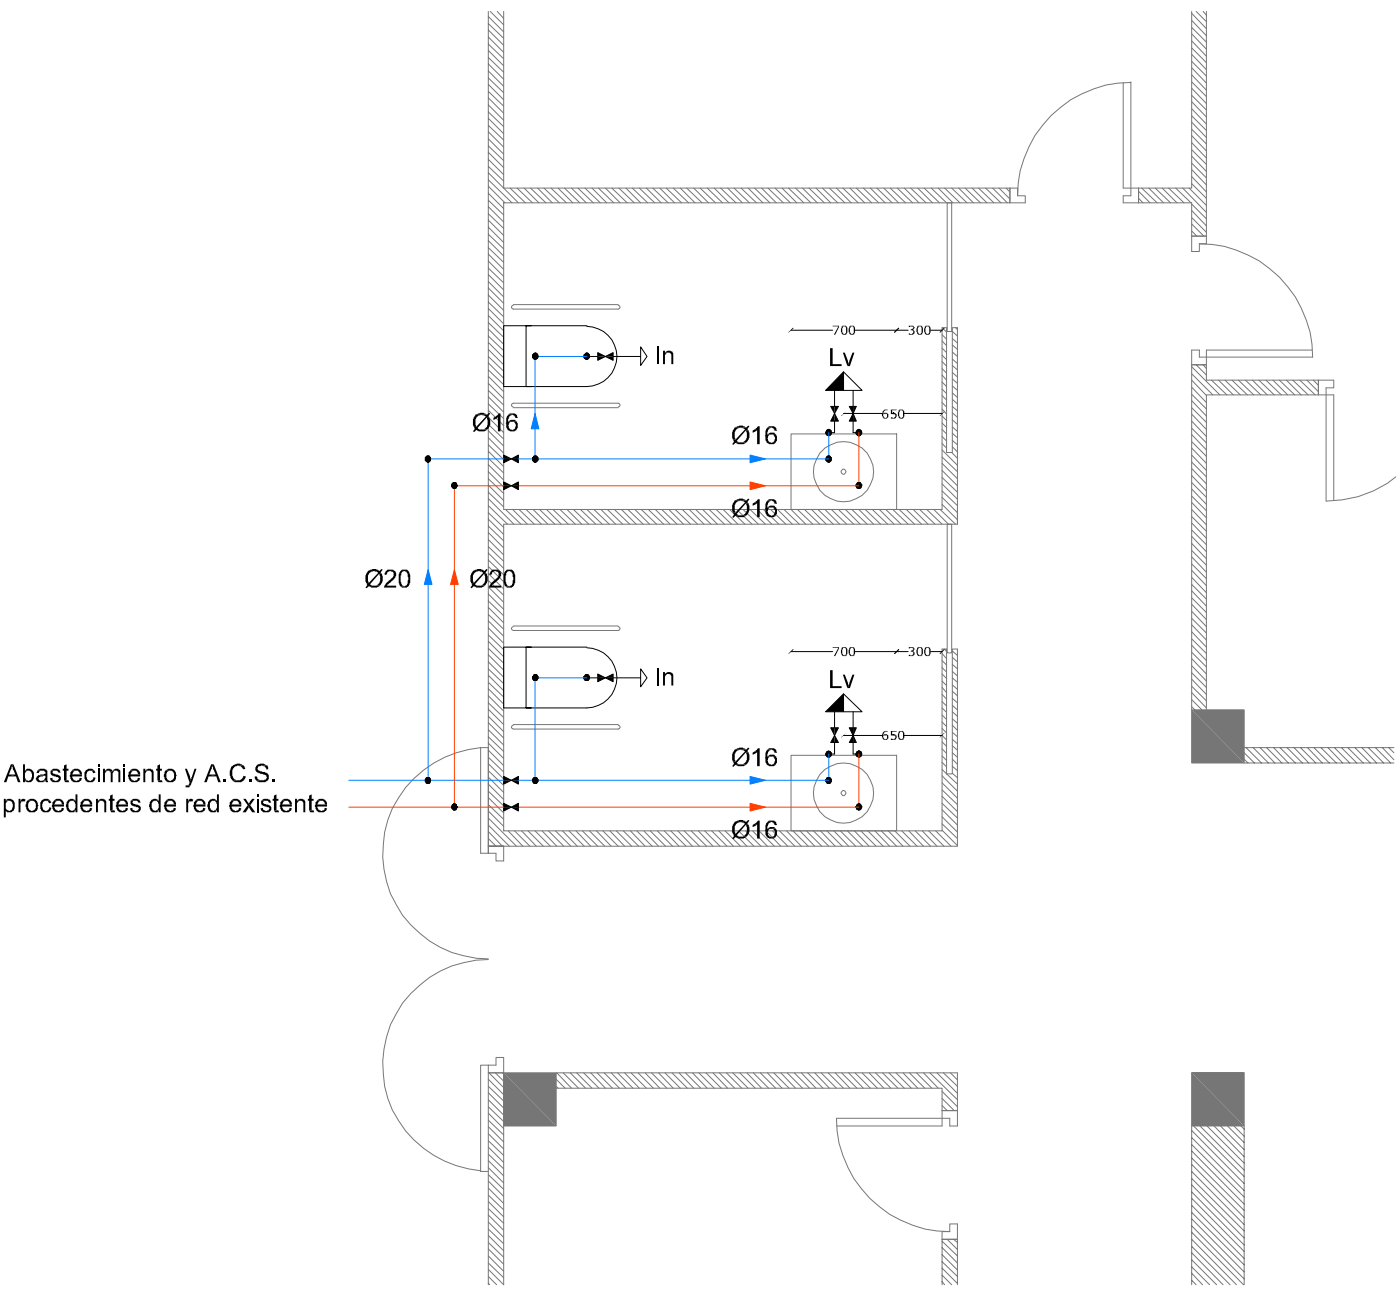 700 300
Lv
In
650
Ø16
Ø16
Ø16
Ø20 Ø20
700 300
In
Lv
650
Abastecimiento y A.C.S.
procedentes de red existente
Ø16
Ø16